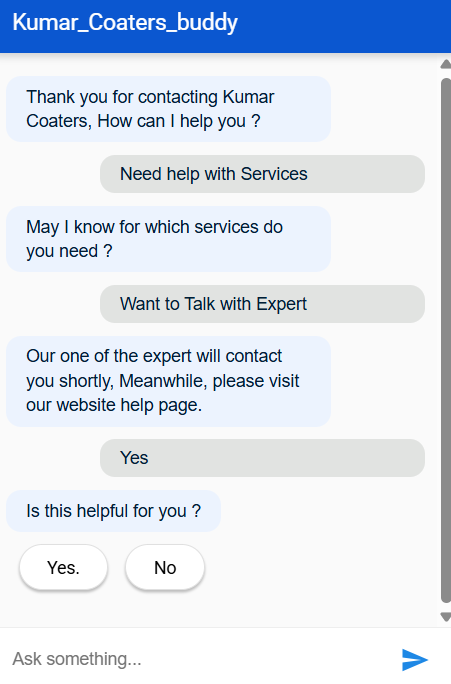 Kumar_Coaters_buddy
Thank you for contacting Kumar
Coaters, How can I help you ?
Need help with Services
May I know for which services do
you need ?
Want to Talk with Expert
Our one of the expert will contact
you shortly, Meanwhile, please visit
our website help page.
Yes
Is this helpful for you ?
Yes. No
Ask something...